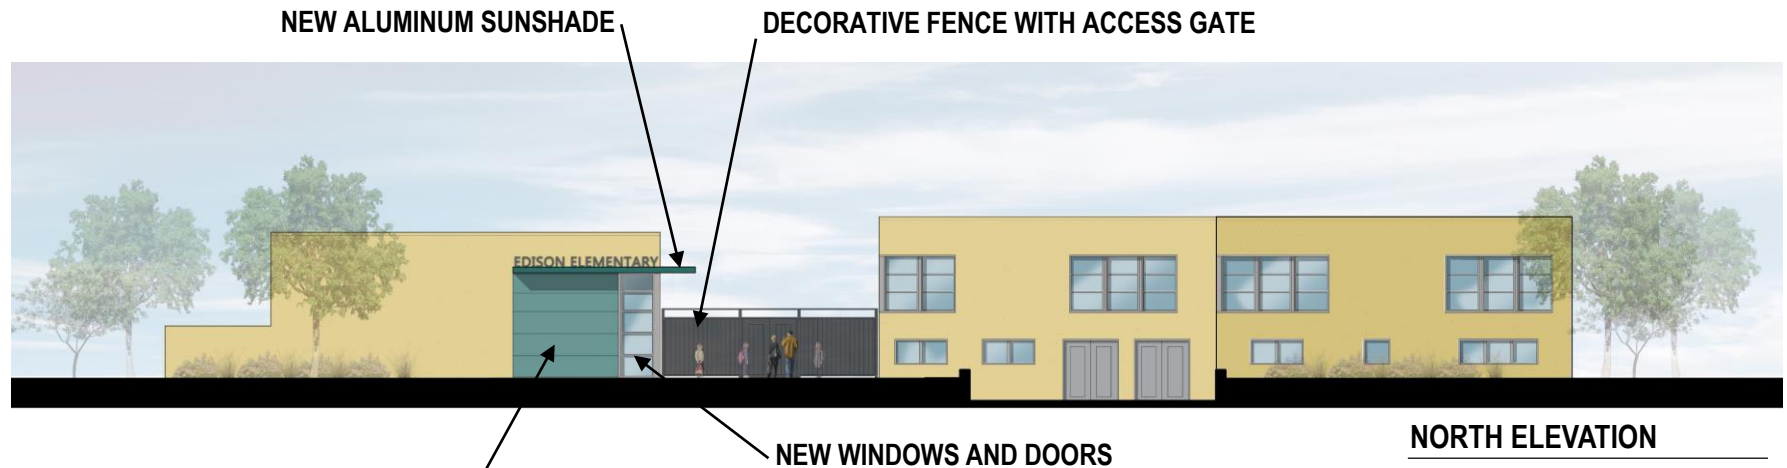 NEW ALUMINUM SUNSHADE
DECORATIVE FENCE WITH ACCESS GATE
EDISON ELEMENTARY
NEW WINDOWS AND DOORS
NORTH ELEVATION